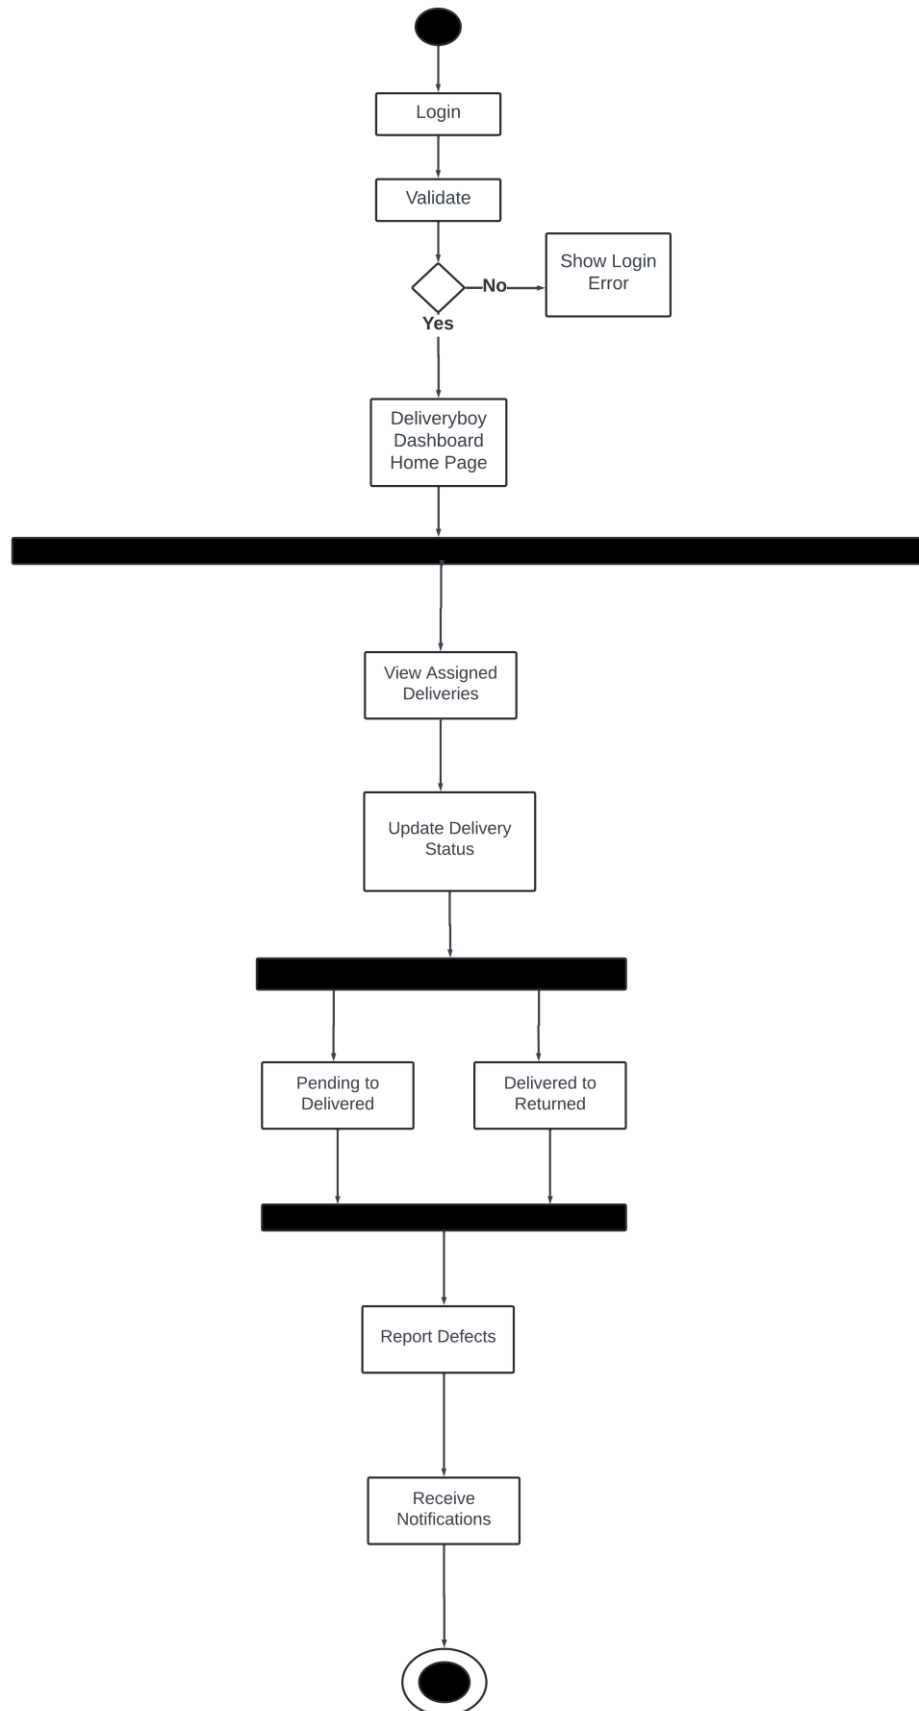 Login
Validate
Show Login
Error
No
Yes
Deliveryboy
Dashboard
Home Page
View Assigned
Deliveries
Update Delivery
Status
Pending to
Delivered
Delivered to
Returned
Report Defects
Receive
Notifications